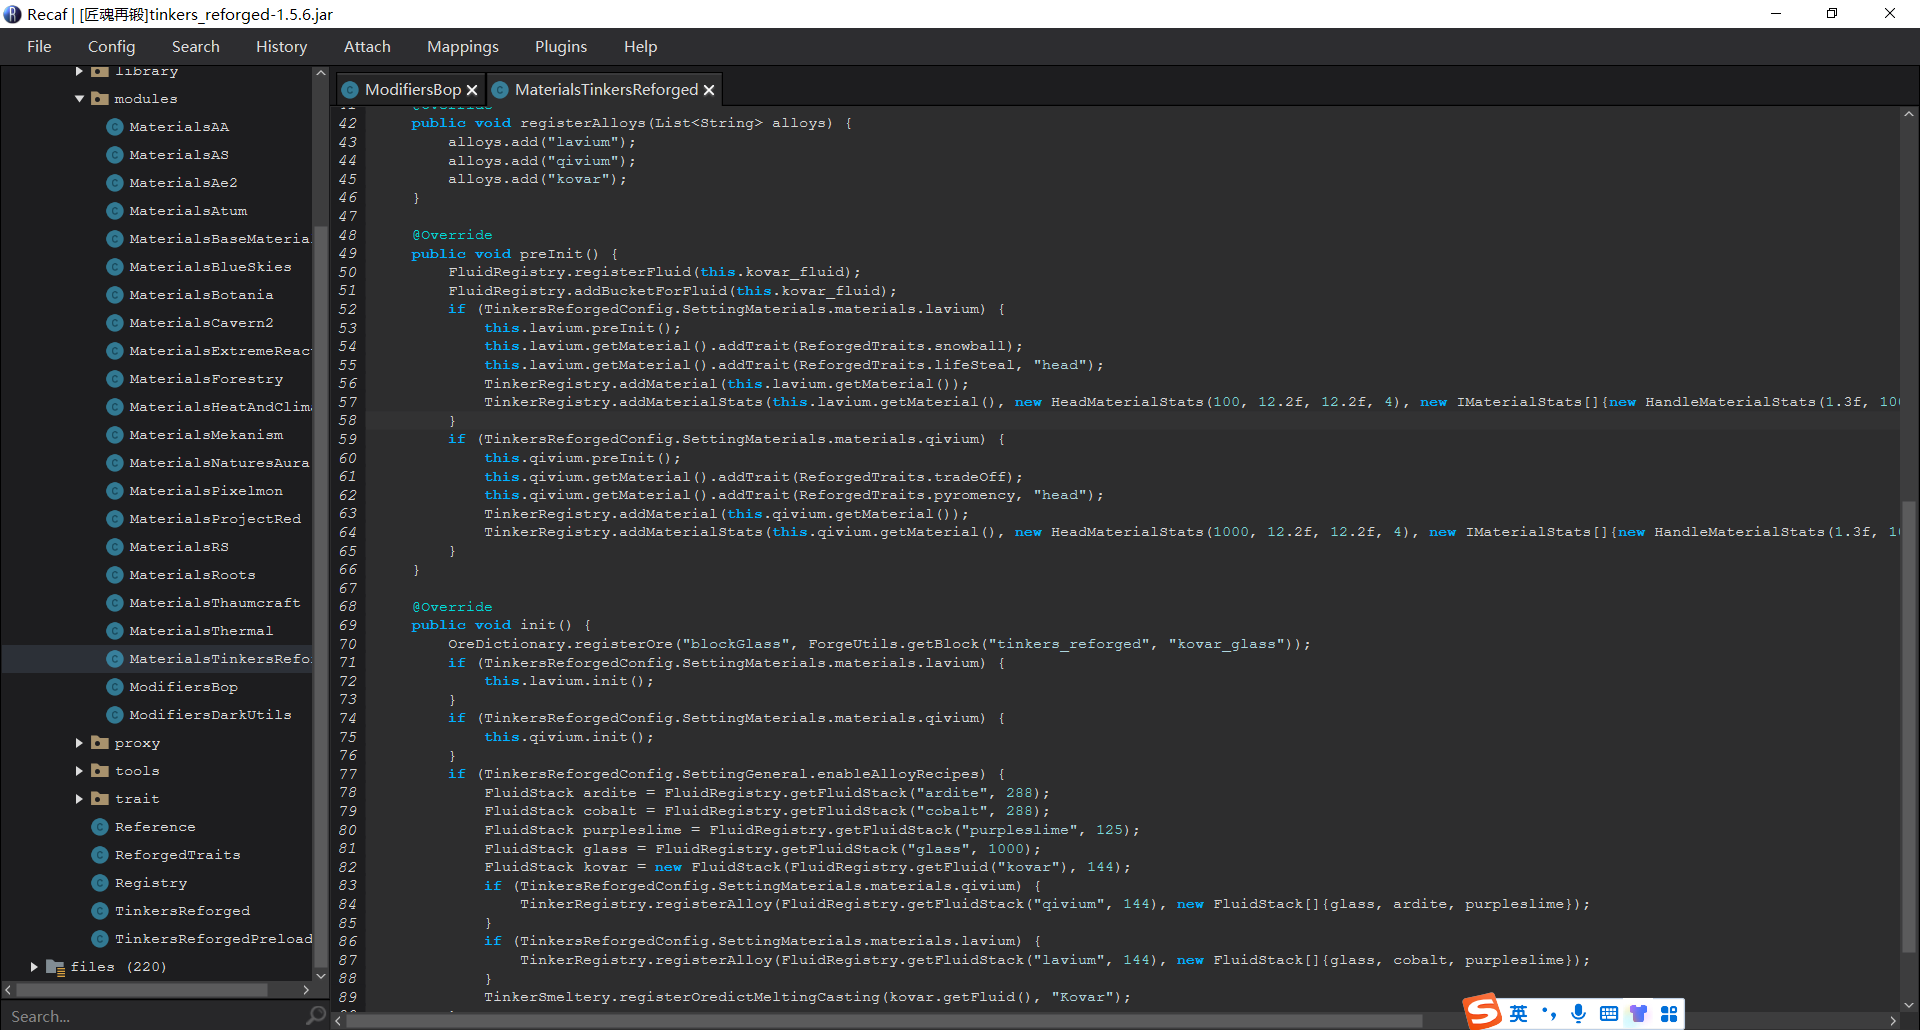 Recaf | [匠魂再锻]tinkers_reforged-1.5.6.jar
File Config Search History Attach Mappings Plugins Help
library
modules
MaterialsAA
MaterialsAS
MaterialsAe2
MaterialsAtum
MaterialsBaseMateria
MaterialsBlueSkies
MaterialsBotania
MaterialsCavern2
MaterialsExtremeReac
MaterialsForestry
MaterialsHeatAndClim
MaterialsMekanism
MaterialsNaturesAura
MaterialsPixelmon
MaterialsProjectRed
MaterialsRS
MaterialsRoots
MaterialsThaumcraft
MaterialsThermal
MaterialsTinkersRefo
ModifiersBop
ModifiersDarkUtils
proxy
tools
trait
Reference
ReforgedTraits
Registry
TinkersReforged
TinkersReforgedPreload
files (220)
Search...
ModifiersBop MaterialsTinkersReforged
41 @Override
42 public void registerAlloys(List<String> alloys) {
43 alloys.add("lavium");
44 alloys.add("qivium");
45 alloys.add("kovar");
46 }
47
48 @Override
49 public void preInit() {
50 FluidRegistry.registerFluid(this.kovar_fluid);
51 FluidRegistry.addBucketForFluid(this.kovar_fluid);
52 if (TinkersReforgedConfig.SettingMaterials.materials.lavium) {
53 this.lavium.preInit();
54 this.lavium.getMaterial().addTrait(ReforgedTraits.snowball);
55 this.lavium.getMaterial().addTrait(ReforgedTraits.lifeSteal, "head");
56 TinkerRegistry.addMaterial(this.lavium.getMaterial());
57 TinkerRegistry.addMaterialStats(this.lavium.getMaterial(), new HeadMaterialStats(100, 12.2f, 12.2f, 4), new IMaterialStats[]{new HandleMaterialStats(1.3f, 10
58 }
59 if (TinkersReforgedConfig.SettingMaterials.materials.qivium) {
60 this.qivium.preInit();
61 this.qivium.getMaterial().addTrait(ReforgedTraits.tradeOff);
62 this.qivium.getMaterial().addTrait(ReforgedTraits.pyromency, "head");
63 TinkerRegistry.addMaterial(this.qivium.getMaterial());
64 TinkerRegistry.addMaterialStats(this.qivium.getMaterial(), new HeadMaterialStats(1000, 12.2f, 12.2f, 4), new IMaterialStats[]{new HandleMaterialStats(1.3f, 1
65 }
66 }
67
68 @Override
69 public void init() {
70 OreDictionary.registerOre("blockGlass", ForgeUtils.getBlock("tinkers_reforged", "kovar_glass"));
71 if (TinkersReforgedConfig.SettingMaterials.materials.lavium) {
72 this.lavium.init();
73 }
74 if (TinkersReforgedConfig.SettingMaterials.materials.qivium) {
75 this.qivium.init();
76 }
77 if (TinkersReforgedConfig.SettingGeneral.enableAlloyRecipes) {
78 FluidStack ardite = FluidRegistry.getFluidStack("ardite", 288);
79 FluidStack cobalt = FluidRegistry.getFluidStack("cobalt", 288);
80 FluidStack purpleslime = FluidRegistry.getFluidStack("purpleslime", 125);
81 FluidStack glass = FluidRegistry.getFluidStack("glass", 1000);
82 FluidStack kovar = new FluidStack(FluidRegistry.getFluid("kovar"), 144);
83 if (TinkersReforgedConfig.SettingMaterials.materials.qivium) {
84 TinkerRegistry.registerAlloy(FluidRegistry.getFluidStack("qivium", 144), new FluidStack[]{glass, ardite, purpleslime});
85 }
86 if (TinkersReforgedConfig.SettingMaterials.materials.lavium) {
87 TinkerRegistry.registerAlloy(FluidRegistry.getFluidStack("lavium", 144), new FluidStack[]{glass, cobalt, purpleslime});
88 }
89 TinkerSmeltery.registerOredictMeltingCasting(kovar.getFluid(), "Kovar");
英